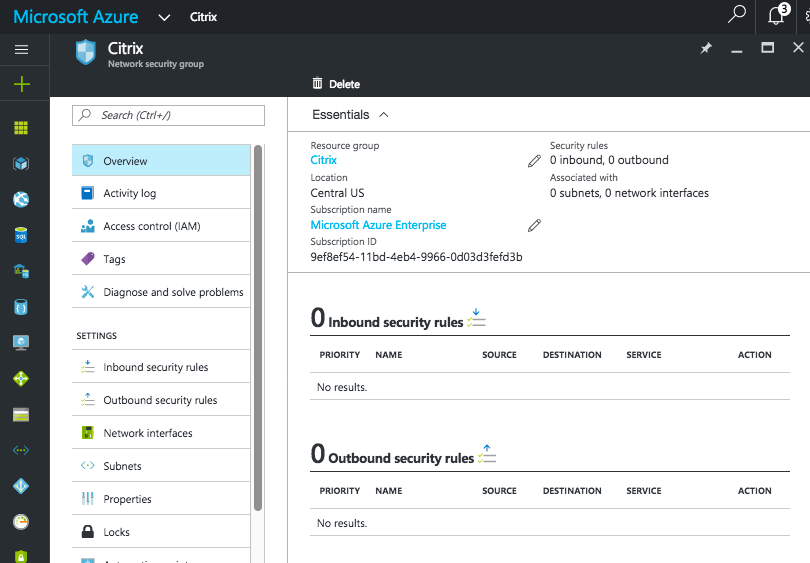 Microsoft Azure Citrix 3
Citrix
Network security group
Delete
Search (Ctrl+/)
Overview
Activity log
Access control (IAM)
Tags
Diagnose and solve problems
SETTINGS
Inbound security rules
Outbound security rules
Network interfaces
Subnets
Properties
Locks
Essentials
Resource group
Citrix
Location
Central US
Subscription name
Microsoft Azure Enterprise
Subscription ID
9ef8ef54-11bd-4eb4-9966-0d03d3fefd3b
Security rules
0 inbound, 0 outbound
Associated with
0 subnets, 0 network interfaces
0 Inbound security rules
PRIORITY NAME SOURCE DESTINATION SERVICE ACTION
No results.
0 Outbound security rules
PRIORITY NAME SOURCE DESTINATION SERVICE ACTION
No results.